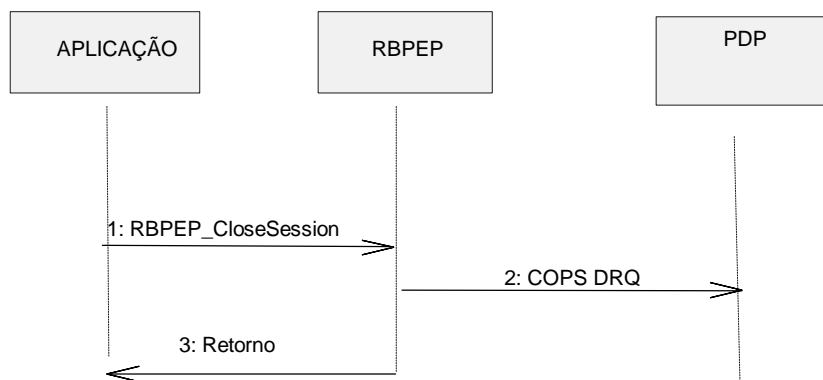 APLICAÇÃO
RBPEP
PDP
1: RBPEP_CloseSession
2: COPS DRQ
3: Retorno